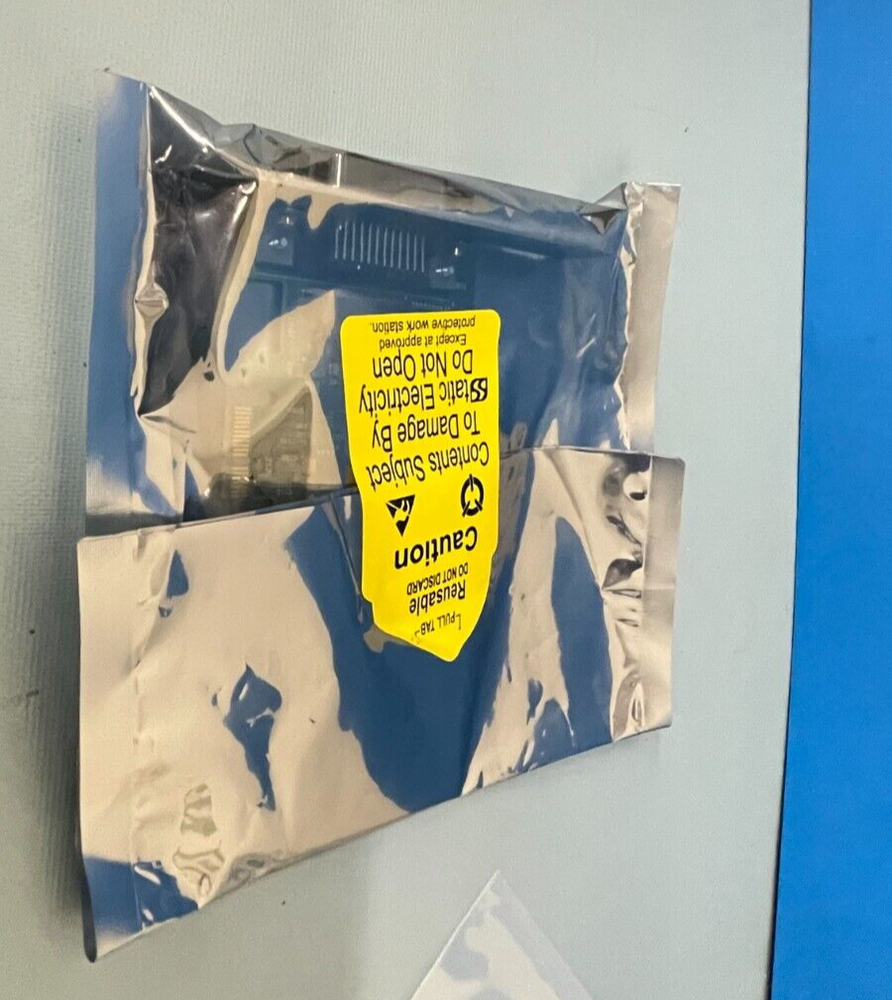 └PULL TAB┘
Reusable
DO NOT DISCARD
Caution
Contents Subject
To Damage By
Static Electricity
Do Not Open
Except at approved
protective work station.